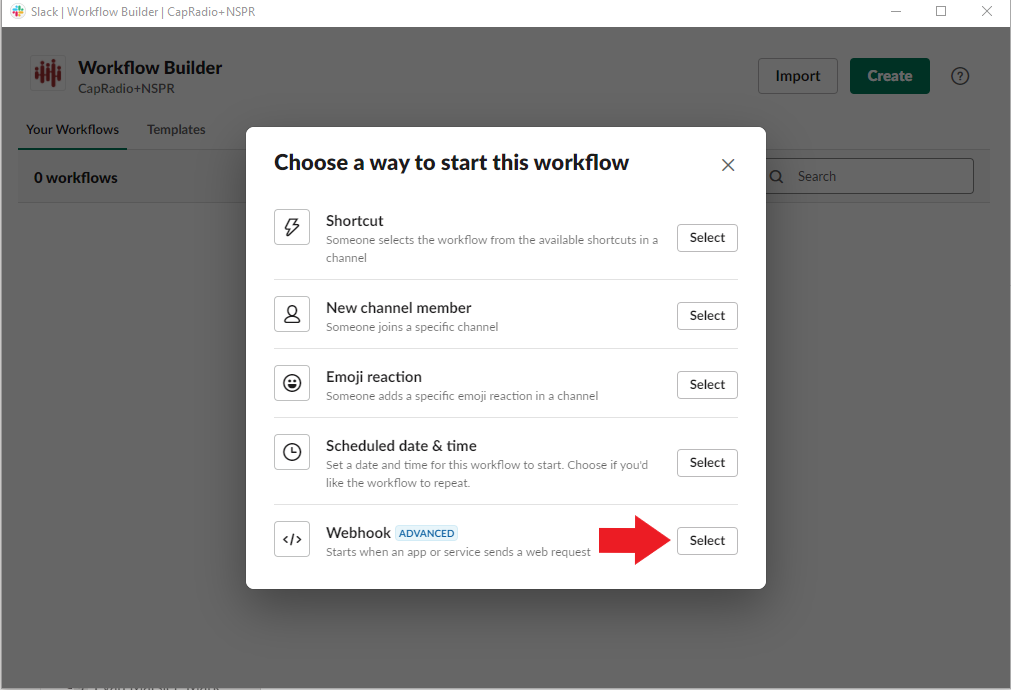 Slack | Workflow Builder | CapRadio+NSPR
Workflow Builder
CapRadio+NSPR
Import
Create
?
Your Workflows
Templates
0 workflows
Search
Choose a way to start this workflow
Shortcut
Someone selects the workflow from the available shortcuts in a
channel
Select
New channel member
Someone joins a specific channel
Select
Emoji reaction
Someone adds a specific emoji reaction in a channel
Select
Scheduled date & time
Set a date and time for this workflow to start. Choose if you'd
like the workflow to repeat.
Select
Webhook ADVANCED
Starts when an app or service sends a web request
Select